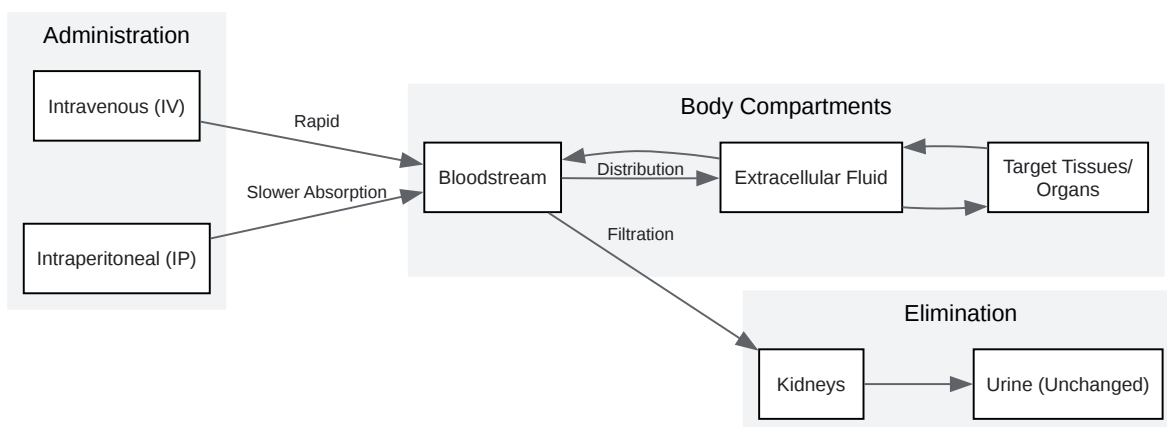 Administration
Intravenous (IV)
Intraperitoneal (IP)
Rapid
Slower Absorption
Body Compartments
Bloodstream
Distribution
Extracellular Fluid
Target Tissues/
Organs
Filtration
Elimination
Kidneys
Urine (Unchanged)